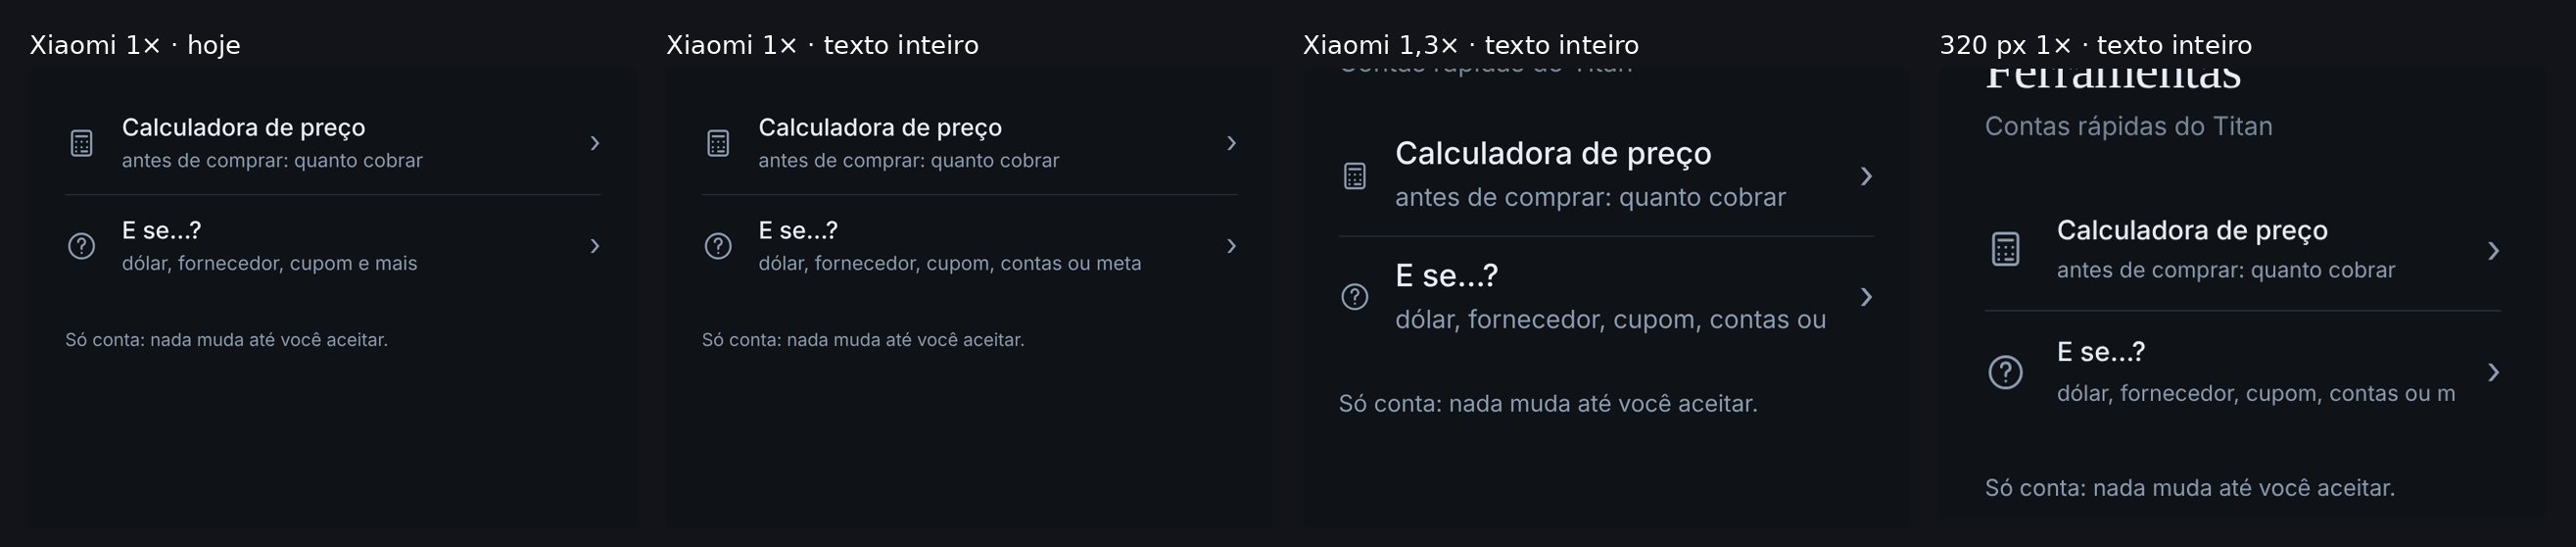 Xiaomi 1× · hoje
Calculadora de preço
antes de comprar: quanto cobrar
E se...?
dólar, fornecedor, cupom e mais
Só conta: nada muda até você aceitar.
Xiaomi 1× · texto inteiro
Calculadora de preço
antes de comprar: quanto cobrar
E se...?
dólar, fornecedor, cupom, contas ou meta
Só conta: nada muda até você aceitar.
Xiaomi 1,3× · texto inteiro
Contas rápidas do Titan
Calculadora de preço
antes de comprar: quanto cobrar
E se...?
dólar, fornecedor, cupom, contas ou
Só conta: nada muda até você aceitar.
320 px 1× · texto inteiro
Ferramentas
Contas rápidas do Titan
Calculadora de preço
antes de comprar: quanto cobrar
E se...?
dólar, fornecedor, cupom, contas ou m
Só conta: nada muda até você aceitar.